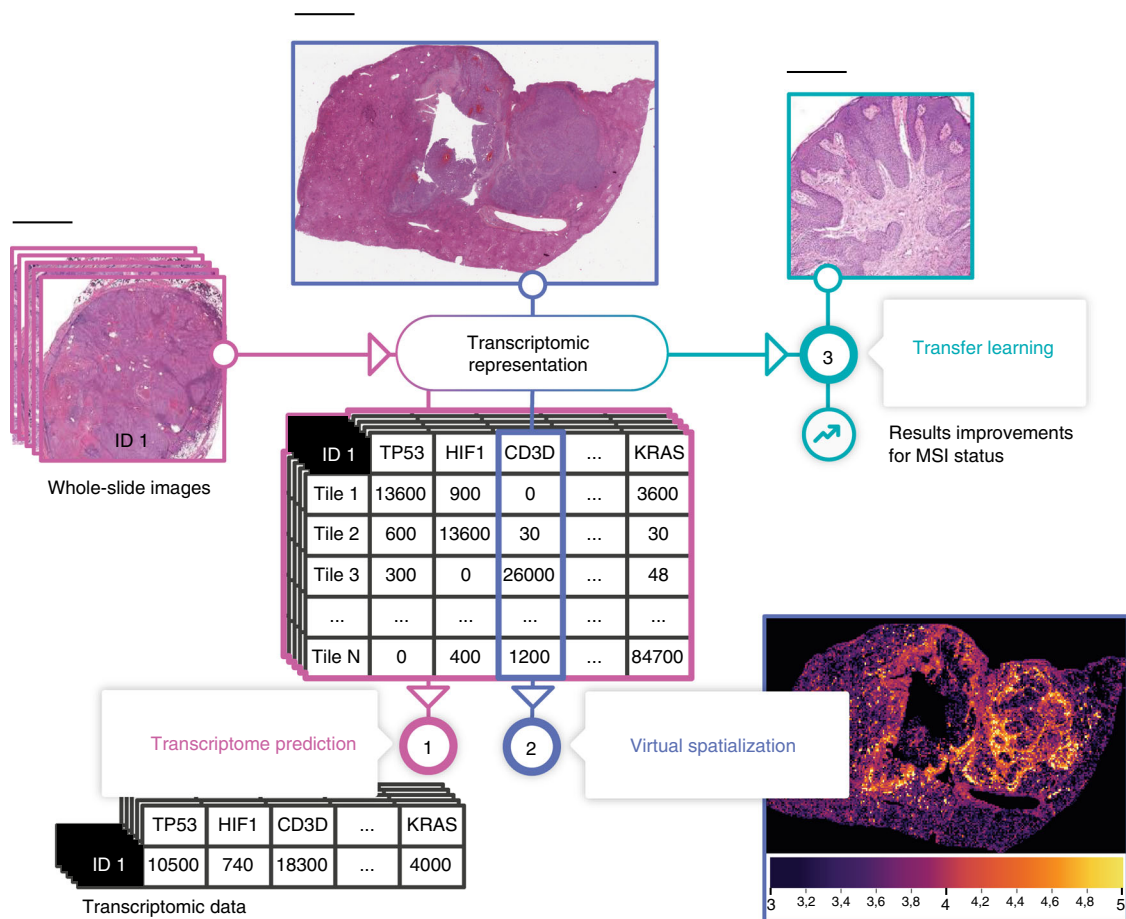 Transcriptomic
representation
3
Transfer learning
Results improvements
for MSI status
ID 1
Whole-slide images
ID 1 TP53 HIF1 CD3D ... KRAS
Tile 1 13600 900 0 ... 3600
Tile 2 600 13600 30 ... 30
Tile 3 300 0 26000 ... 48
... ... ... ... ... ...
Tile N 0 400 1200 ... 84700
Transcriptome prediction
1
2
Virtual spatialization
TP53 HIF1 CD3D ... KRAS
ID 1 10500 740 18300 ... 4000
Transcriptomic data
3 3,2 3,4 3,6 3,8 4 4,2 4,4 4,6 4,8 5